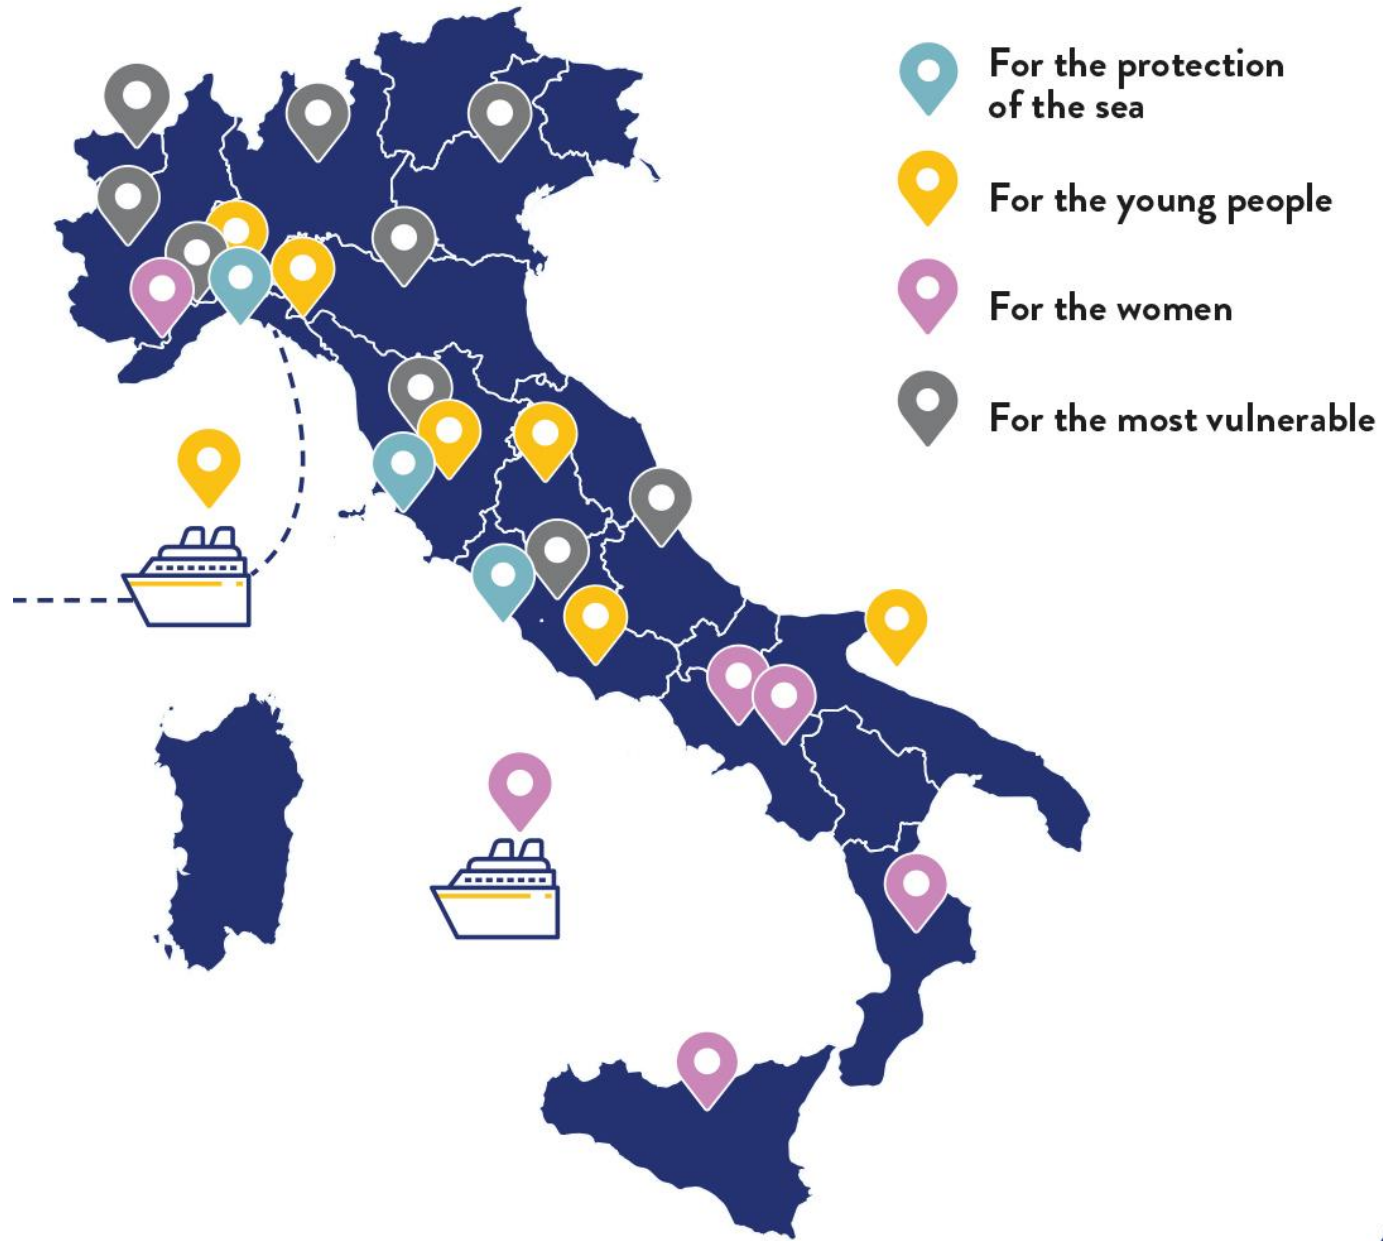 For the protection
of the sea
For the young people
For the women
For the most vulnerable